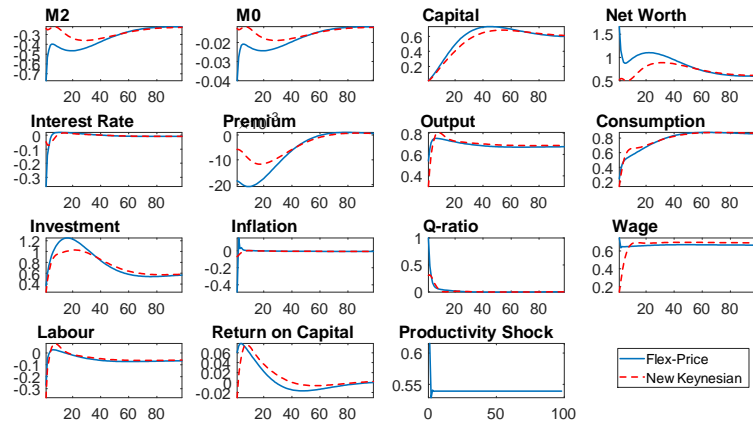 M2
M0
Capital
Net Worth
-0.3
-0.4
-0.5
-0.7
20 40 60 80
-0.02
-0.03
-0.04
20 40 60 80
0.6
0.4
0.2
20 40 60 80
1.5
1
0.5
20 40 60 80
Interest Rate
Premium
Output
Consumption
0
-0.1
-0.3
20 40 60 80
0
-10
-20
20 40 60 80
0.8
0.6
0.4
20 40 60 80
0.8
0.6
0.4
0.2
20 40 60 80
Investment
Inflation
Q-ratio
Wage
1.2
1
0.8
0.6
0.4
20 40 60 80
0
-0.2
-0.4
20 40 60 80
1
0.5
0
20 40 60 80
0.6
0.4
0.2
20 40 60 80
Labour
Return on Capital
Productivity Shock
0
-0.1
-0.2
-0.3
20 40 60 80
0.06
0.04
0.02
0
-0.02
20 40 60 80
0.6
0.55
0 50 100
Flex-Price
New Keynesian